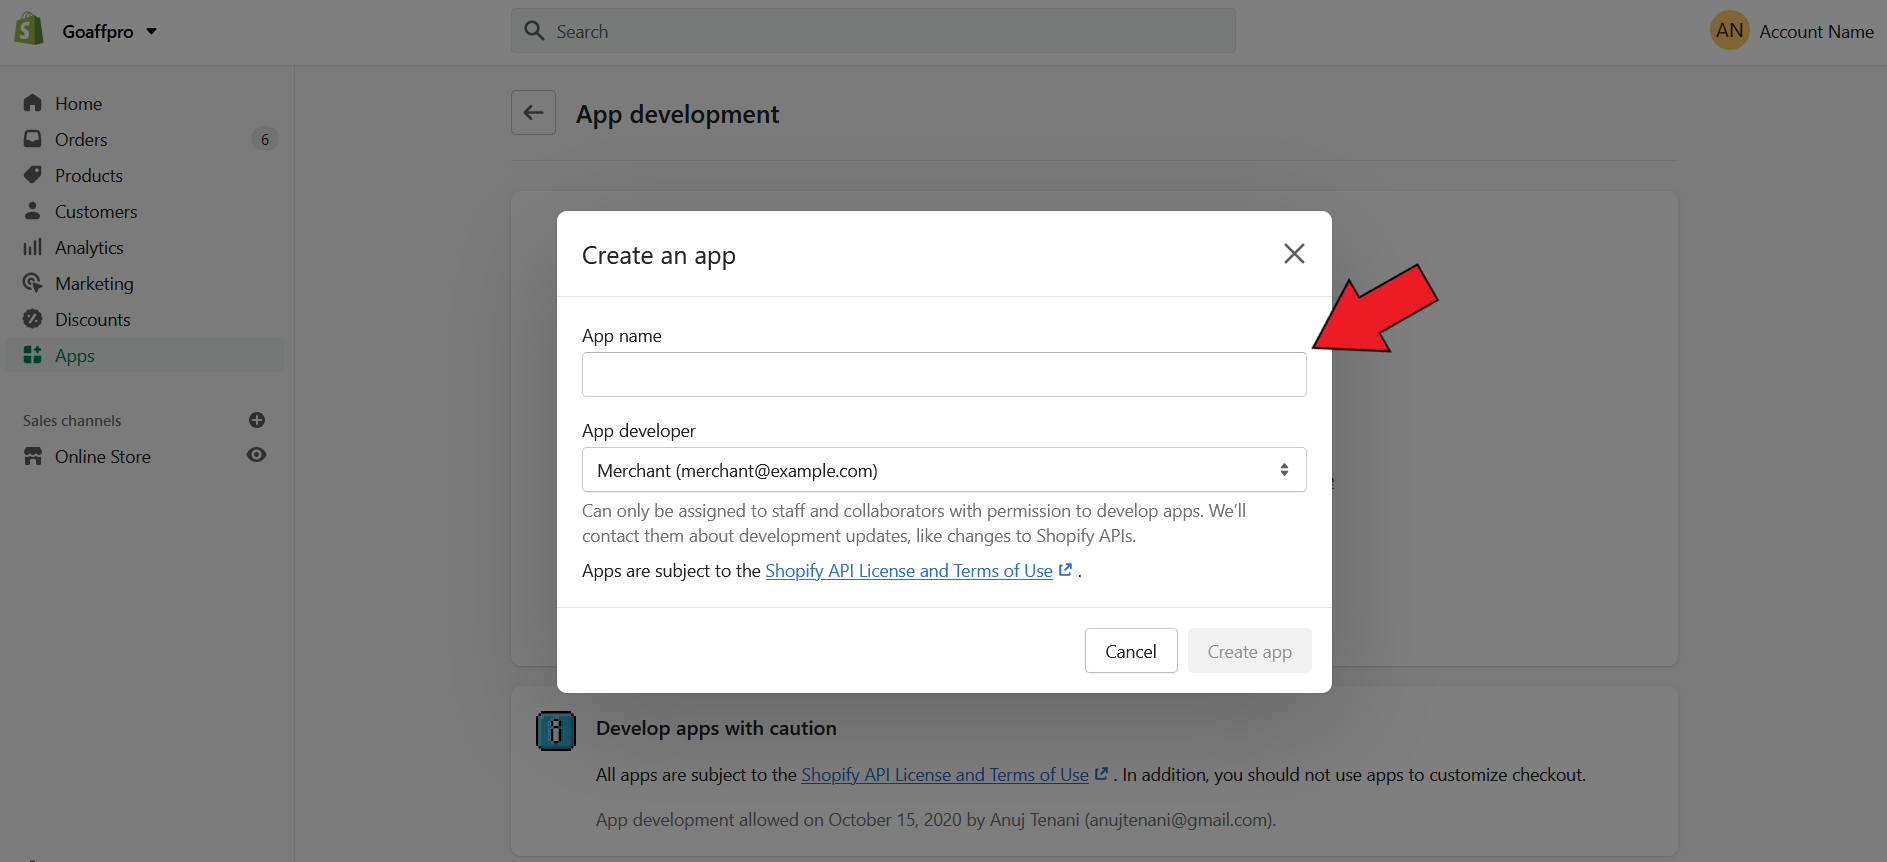 Goaffpro
Search
AN Account Name
Home
Orders 6
Products
Customers
Analytics
Marketing
Discounts
Apps
Sales channels
Online Store
App development
Create an app
App name
App developer
Merchant (merchant@example.com)
Can only be assigned to staff and collaborators with permission to develop apps. We’ll
contact them about development updates, like changes to Shopify APIs.
Apps are subject to the Shopify API License and Terms of Use .
Cancel Create app
Develop apps with caution
All apps are subject to the Shopify API License and Terms of Use . In addition, you should not use apps to customize checkout.
App development allowed on October 15, 2020 by Anuj Tenani (anujtenani@gmail.com).